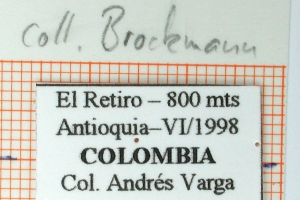 coll. Brockmann
El Retiro – 800 mts
Antioquia–VI/1998
COLOMBIA
Col. Andrés Varga